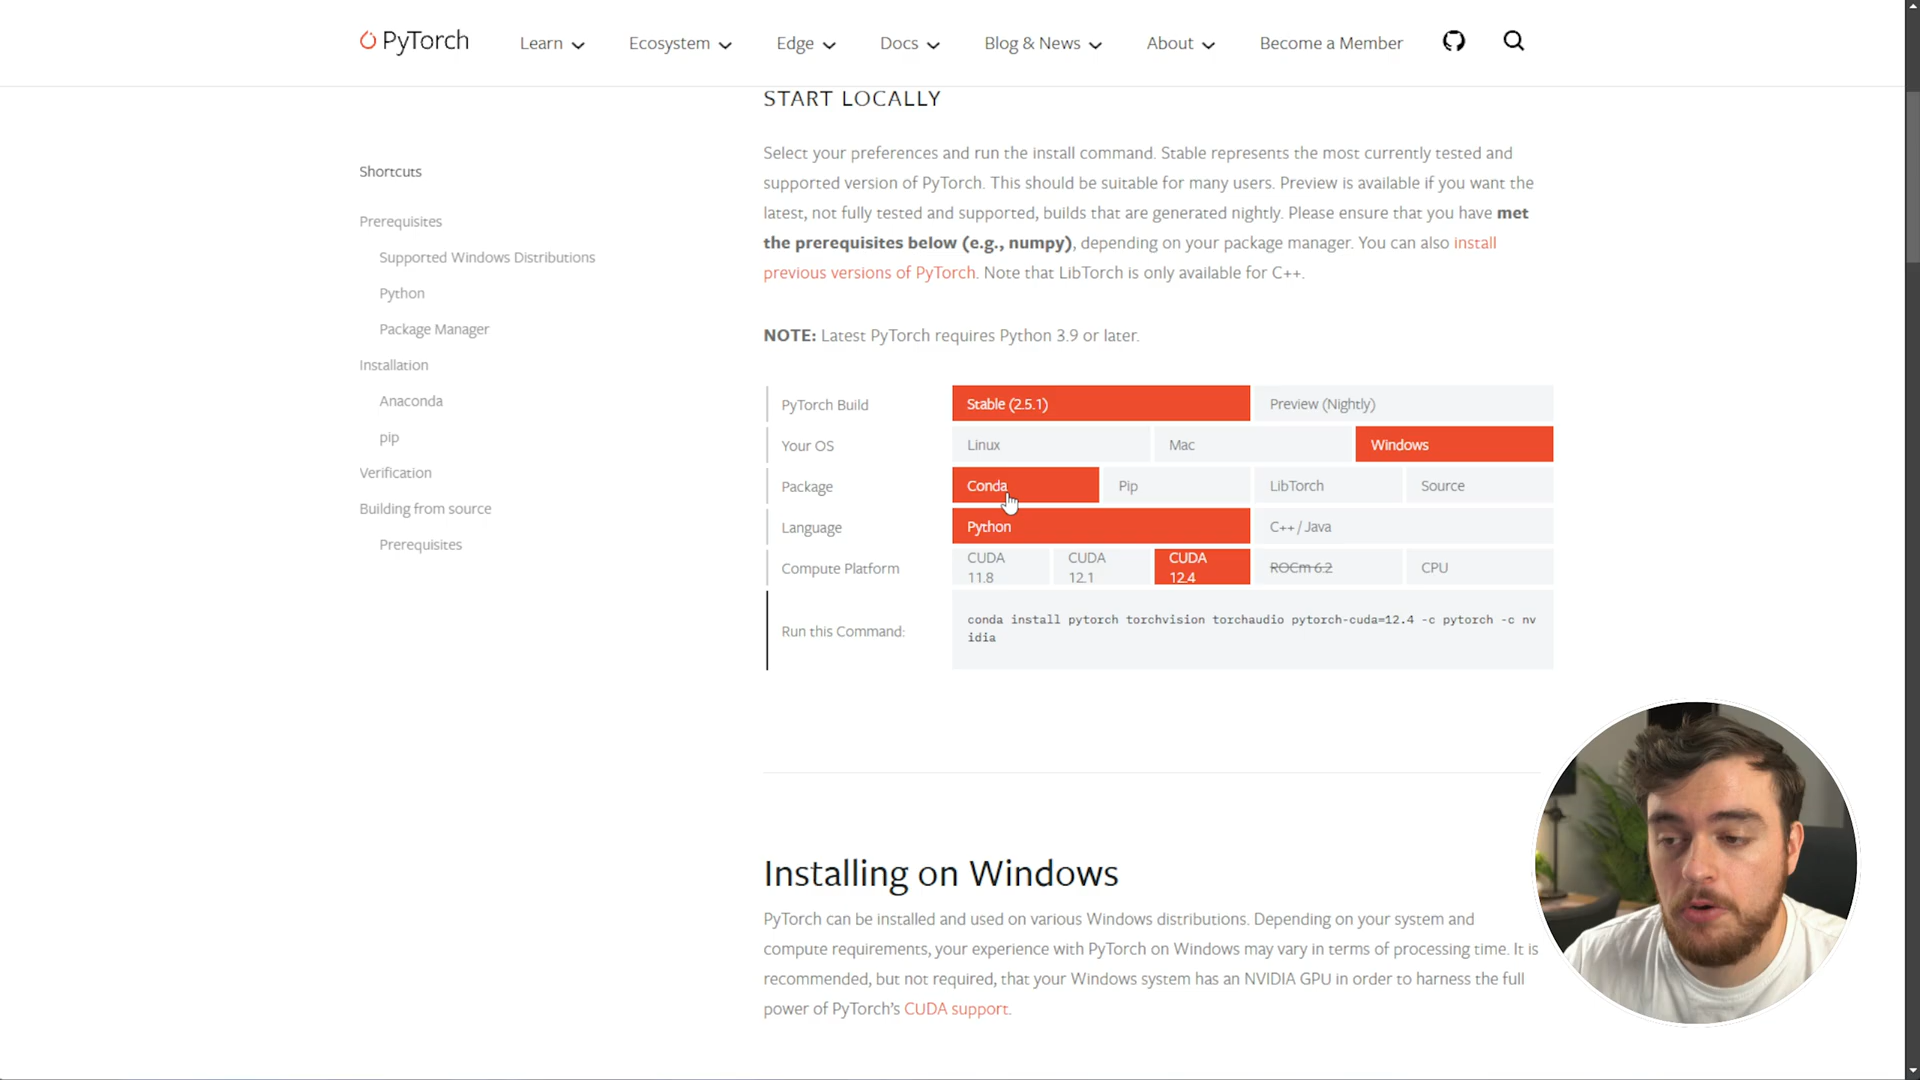 PyTorch
Learn
Ecosystem
Edge
Docs
Blog & News
About
Become a Member
START LOCALLY
Shortcuts
Prerequisites
Supported Windows Distributions
Python
Package Manager
Installation
Anaconda
pip
Verification
Building from source
Prerequisites
Select your preferences and run the install command. Stable represents the most currently tested and
supported version of PyTorch. This should be suitable for many users. Preview is available if you want the
latest, not fully tested and supported, builds that are generated nightly. Please ensure that you have met
the prerequisites below (e.g., numpy), depending on your package manager. You can also install
previous versions of PyTorch. Note that LibTorch is only available for C++.
NOTE: Latest PyTorch requires Python 3.9 or later.
PyTorch Build
Stable (2.5.1)
Preview (Nightly)
Your OS
Linux
Mac
Windows
Package
Conda
Pip
LibTorch
Source
Language
Python
C++ / Java
Compute Platform
CUDA
11.8
CUDA
12.1
CUDA
12.4
ROCm 6.2
CPU
Run this Command:
conda install pytorch torchvision torchaudio pytorch-cuda=12.4 -c pytorch -c nv
idia
Installing on Windows
PyTorch can be installed and used on various Windows distributions. Depending on your system and
compute requirements, your experience with PyTorch on Windows may vary in terms of processing time. It is
recommended, but not required, that your Windows system has an NVIDIA GPU in order to harness the full
power of PyTorch's CUDA support.